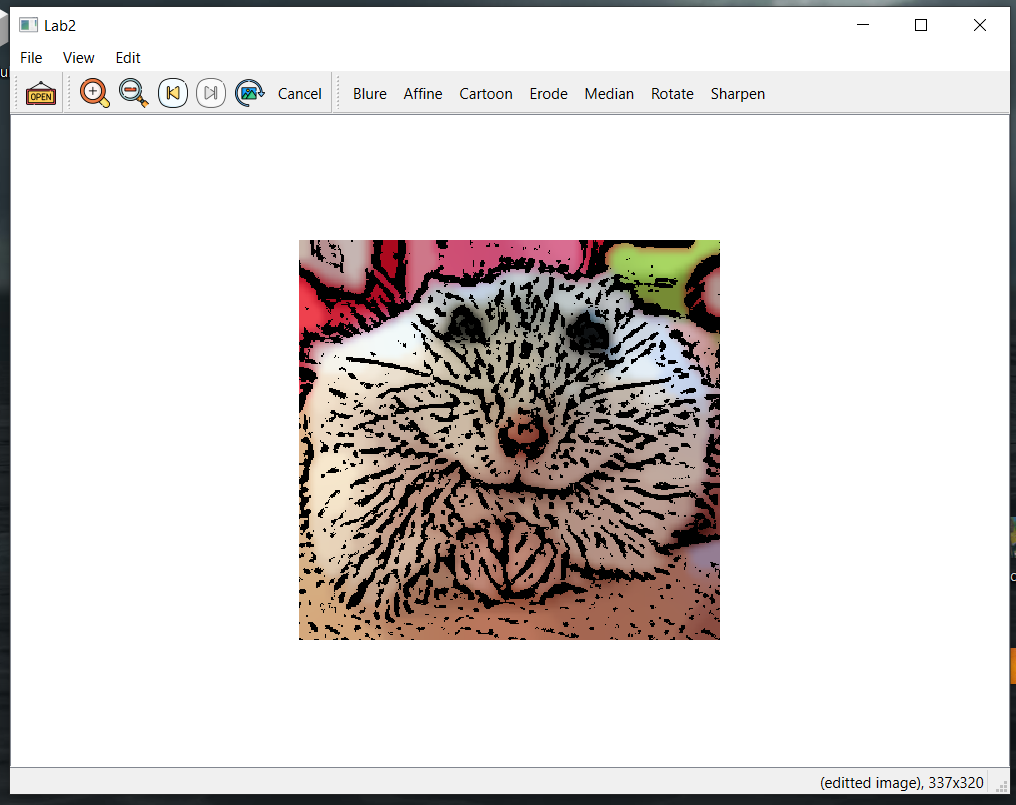 Lab2
File View Edit
OPEN Cancel Blure Affine Cartoon Erode Median Rotate Sharpen
(editted image), 337x320